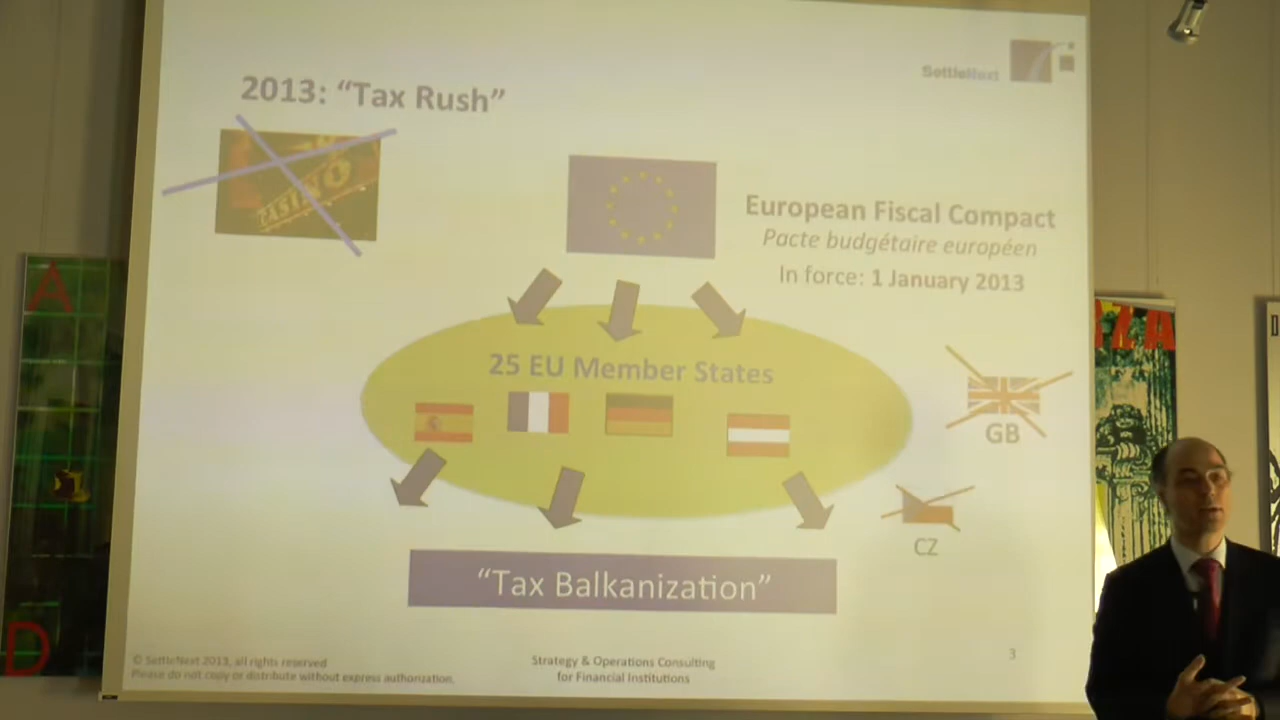 SettleNext
2013: “Tax Rush”
CASINO
European Fiscal Compact
Pacte budgétaire européen
In force: 1 January 2013
25 EU Member States
GB
CZ
“Tax Balkanization”
© SettleNext 2013, all rights reserved
Please do not copy or distribute without express authorization.
Strategy & Operations Consulting
for Financial Institutions
3
A
D